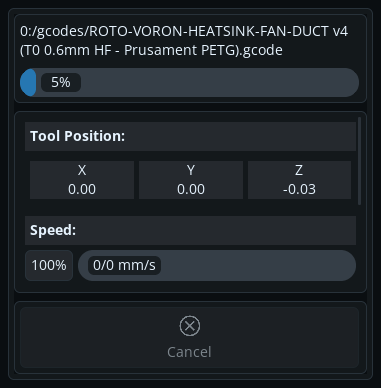 0:/gcodes/ROTO-VORON-HEATSINK-FAN-DUCT v4
(T0 0.6mm HF - Prusament PETG).gcode
5%
Tool Position:
X Y Z
0.00 0.00 -0.03
Speed:
100% 0/0 mm/s
Cancel